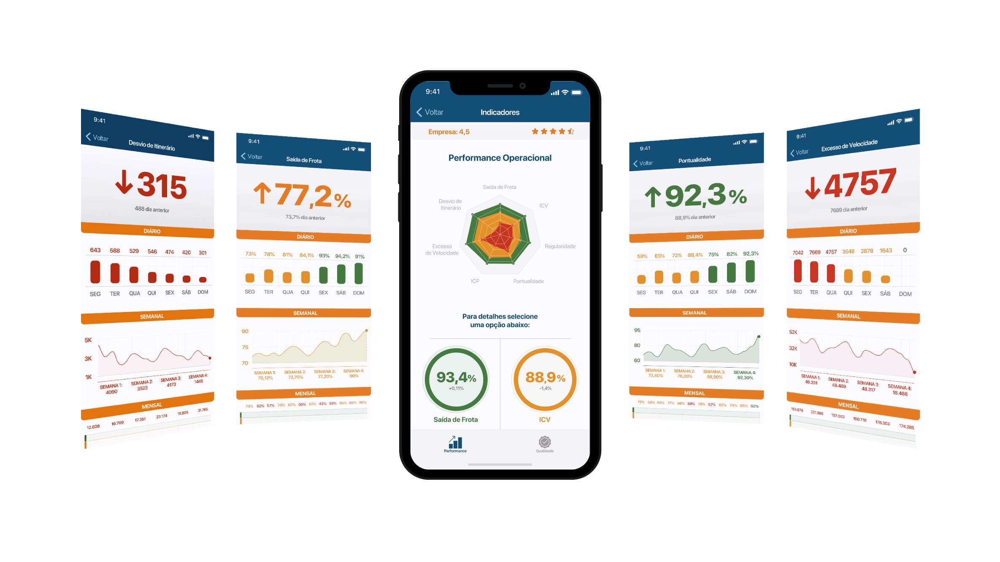 9:41
Voltar
Desvio de Itinerário
↓315
488 dia anterior
DIÁRIO
643 588 529 546 474 420 301
SEG TER QUA QUI SEX SÁB DOM
SEMANAL
5K
3K
1K
SEMANA 1: SEMANA 2: SEMANA 3: SEMANA 4:
4090 3523 4173 1446
MENSAL
12.608 16.709 17.351 23.174 15.805 31.765
9:41
Voltar
Saída de Frota
↑77,2%
73,7% dia anterior
DIÁRIO
73% 78% 81% 84,1% 93% 94,2% 91%
SEG TER QUA QUI SEX SÁB DOM
SEMANAL
90
75
70
SEMANA 1: SEMANA 2: SEMANA 3: SEMANA 4:
70,12% 73,70% 77,20% 90%
MENSAL
73% 52% 57% 70% 62% 55% 82% 43% 59% 65% 85% 90%
9:41
Voltar
Indicadores
Empresa: 4,5
Performance Operacional
Saída de Frota
Desvio de
Itinerário
ICV
Excesso
de Velocidade
Regularidade
ICP
Pontualidade
Para detalhes selecione
uma opção abaixo:
93,4%
+0,11%
Saída de Frota
88,9%
-1,4%
ICV
Performance
Qualidade
9:41
Voltar
Pontualidade
↑92,3%
88,9% dia anterior
DIÁRIO
59% 65% 72% 88,4% 75% 82% 92,3%
SEG TER QUA QUI SEX SÁB DOM
SEMANAL
95
80
60
SEMANA 1: SEMANA 2: SEMANA 3: SEMANA 4:
72,40% 78,20% 88,90% 92,30%
MENSAL
68% 77% 86% 59% 78% 57% 62% 74% 85% 92%
9:41
Voltar
Excesso de Velocidade
↓4757
7669 dia anterior
DIÁRIO
7042 7669 4757 3548 2878 1643 0
SEG TER QUA QUI SEX SÁB DOM
SEMANAL
52K
32K
10K
SEMANA 1: SEMANA 2: SEMANA 3: SEMANA 4:
49.201 48.489 48.317 18.468
MENSAL
163.676 221.985 157.003 160.710 178.353 174.285